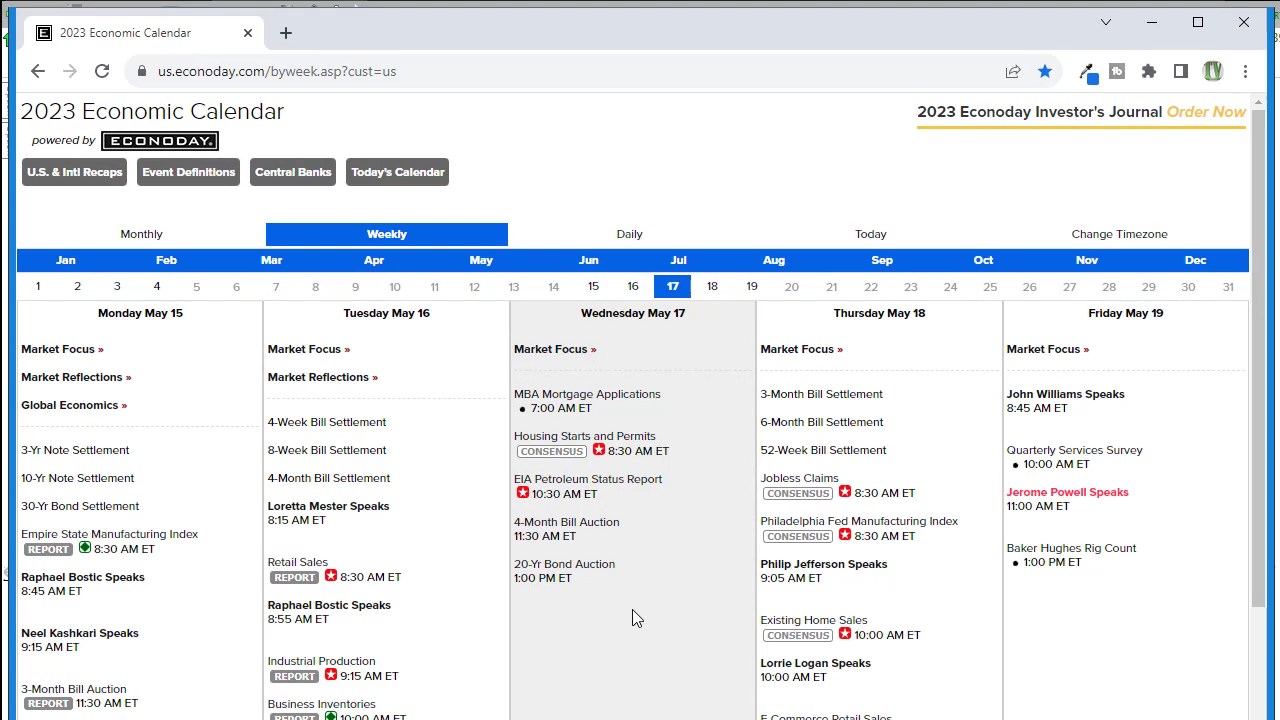 2023 Economic Calendar
us.econoday.com/byweek.asp?cust=us
2023 Economic Calendar
2023 Econoday Investor's Journal Order Now
powered by ECONODAY
U.S. & Intl Recaps
Event Definitions
Central Banks
Today's Calendar
Monthly
Weekly
Daily
Today
Change Timezone
Jan Feb Mar Apr May Jun Jul Aug Sep Oct Nov Dec
1 2 3 4 5 6 7 8 9 10 11 12 13 14 15 16 17 18 19 20 21 22 23 24 25 26 27 28 29 30 31
Monday May 15
Market Focus »
Market Reflections »
Global Economics »
3-Yr Note Settlement
10-Yr Note Settlement
30-Yr Bond Settlement
Empire State Manufacturing Index
REPORT 8:30 AM ET
Raphael Bostic Speaks
8:45 AM ET
Neel Kashkari Speaks
9:15 AM ET
3-Month Bill Auction
REPORT 11:30 AM ET
Tuesday May 16
Market Focus »
Market Reflections »
4-Week Bill Settlement
8-Week Bill Settlement
4-Month Bill Settlement
Loretta Mester Speaks
8:15 AM ET
Retail Sales
REPORT 8:30 AM ET
Raphael Bostic Speaks
8:55 AM ET
Industrial Production
REPORT 9:15 AM ET
Business Inventories
REPORT 10:00 AM ET
Wednesday May 17
Market Focus »
MBA Mortgage Applications
● 7:00 AM ET
Housing Starts and Permits
CONSENSUS 8:30 AM ET
EIA Petroleum Status Report
10:30 AM ET
4-Month Bill Auction
11:30 AM ET
20-Yr Bond Auction
1:00 PM ET
Thursday May 18
Market Focus »
3-Month Bill Settlement
6-Month Bill Settlement
52-Week Bill Settlement
Jobless Claims
CONSENSUS 8:30 AM ET
Philadelphia Fed Manufacturing Index
CONSENSUS 8:30 AM ET
Philip Jefferson Speaks
9:05 AM ET
Existing Home Sales
CONSENSUS 10:00 AM ET
Lorrie Logan Speaks
10:00 AM ET
E-Commerce Retail Sales
Friday May 19
Market Focus »
John Williams Speaks
8:45 AM ET
Quarterly Services Survey
● 10:00 AM ET
Jerome Powell Speaks
11:00 AM ET
Baker Hughes Rig Count
● 1:00 PM ET